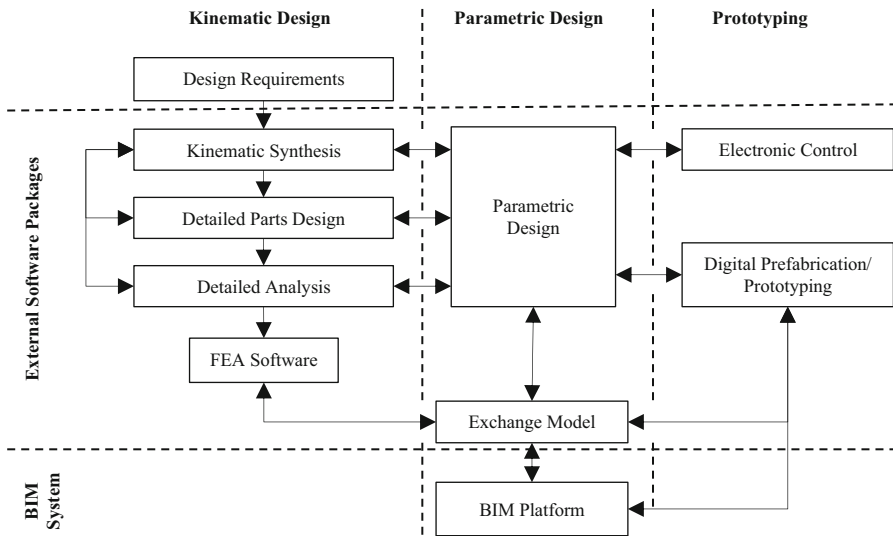 Kinematic Design
Parametric Design
Prototyping
Design Requirements
External Software Packages
Kinematic Synthesis
Electronic Control
Parametric
Design
Detailed Parts Design
Digital Prefabrication/
Prototyping
Detailed Analysis
FEA Software
Exchange Model
BIM
System
BIM Platform